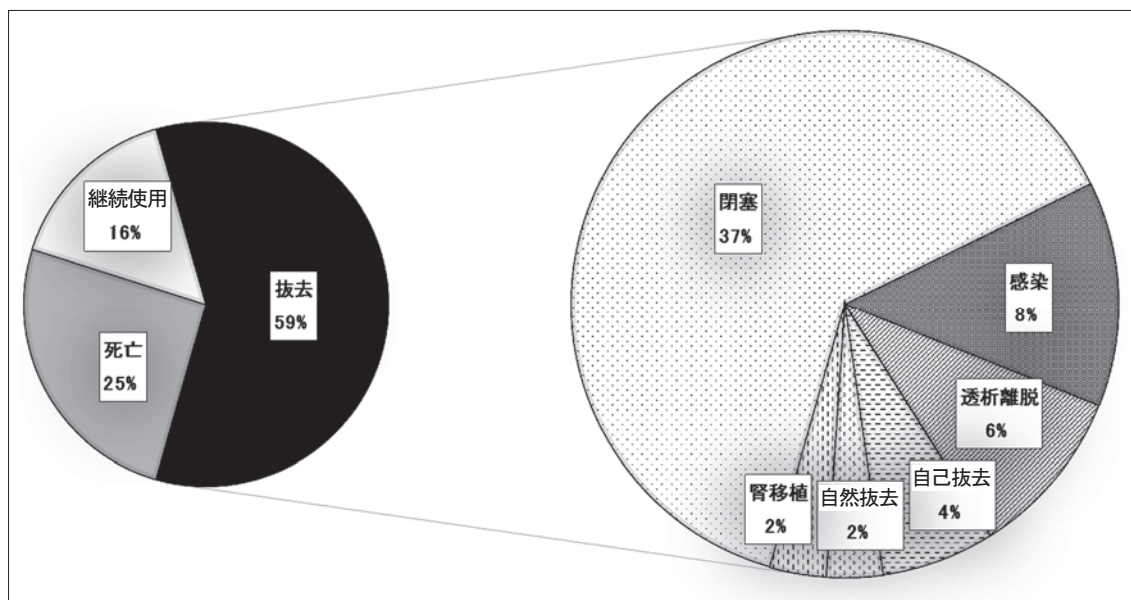 継続使用
16%
抜去
59%
死亡
25%
閉塞
37%
感染
8%
透析離脱
6%
自己抜去
4%
自然抜去
2%
腎移植
2%